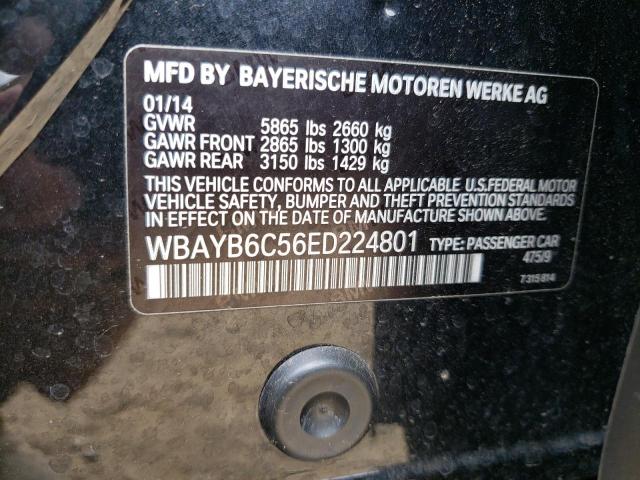 MFD BY BAYERISCHE MOTOREN WERKE AG
01/14
GVWR 5865 lbs 2660 kg
GAWR FRONT 2865 lbs 1300 kg
GAWR REAR 3150 lbs 1429 kg
THIS VEHICLE CONFORMS TO ALL APPLICABLE U.S.FEDERAL MOTOR
VEHICLE SAFETY, BUMPER AND THEFT PREVENTION STANDARDS
IN EFFECT ON THE DATE OF MANUFACTURE SHOWN ABOVE.
WBAYB6C56ED224801 TYPE: PASSENGER CAR
475/9
7 315 814